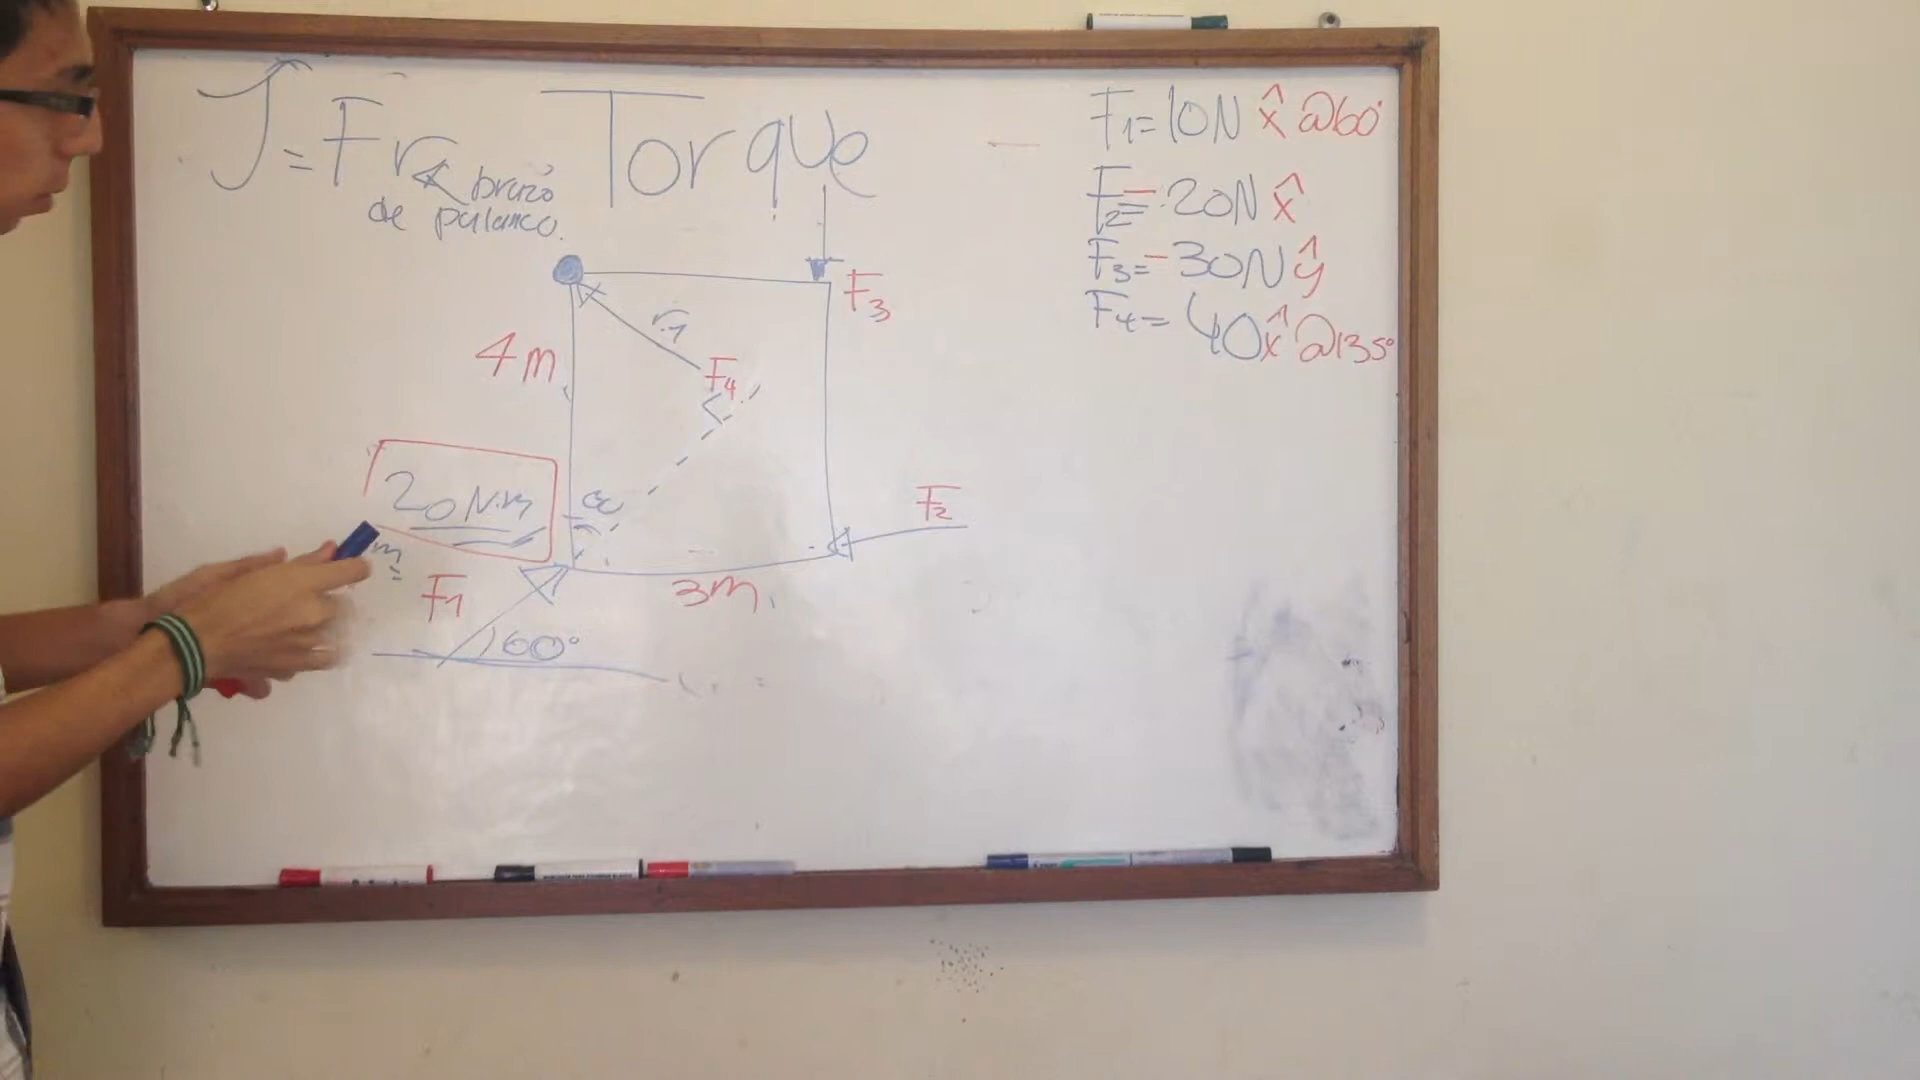 τ = Fr Torque
brazo
de palanca.
F1 = 10N x̂ @60°
F2 = -20N x̂
F3 = -30N ŷ
F4 = 40 x̂ @135°
F3
r1
4m
F4
20 N·m
α
F2
m
F1
3m
60°